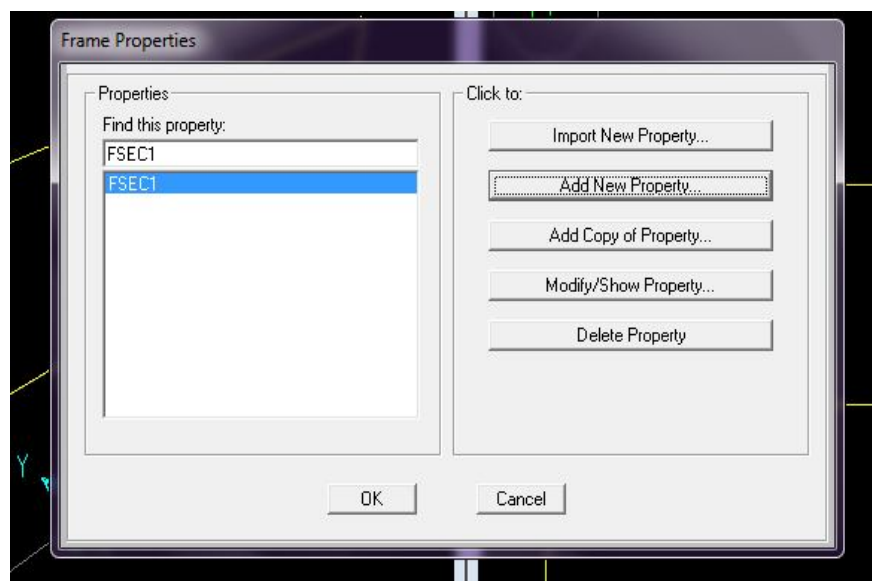 Frame Properties
Properties
Find this property:
FSEC1
FSEC1
Click to:
Import New Property...
Add New Property...
Add Copy of Property...
Modify/Show Property...
Delete Property
Y
OK
Cancel